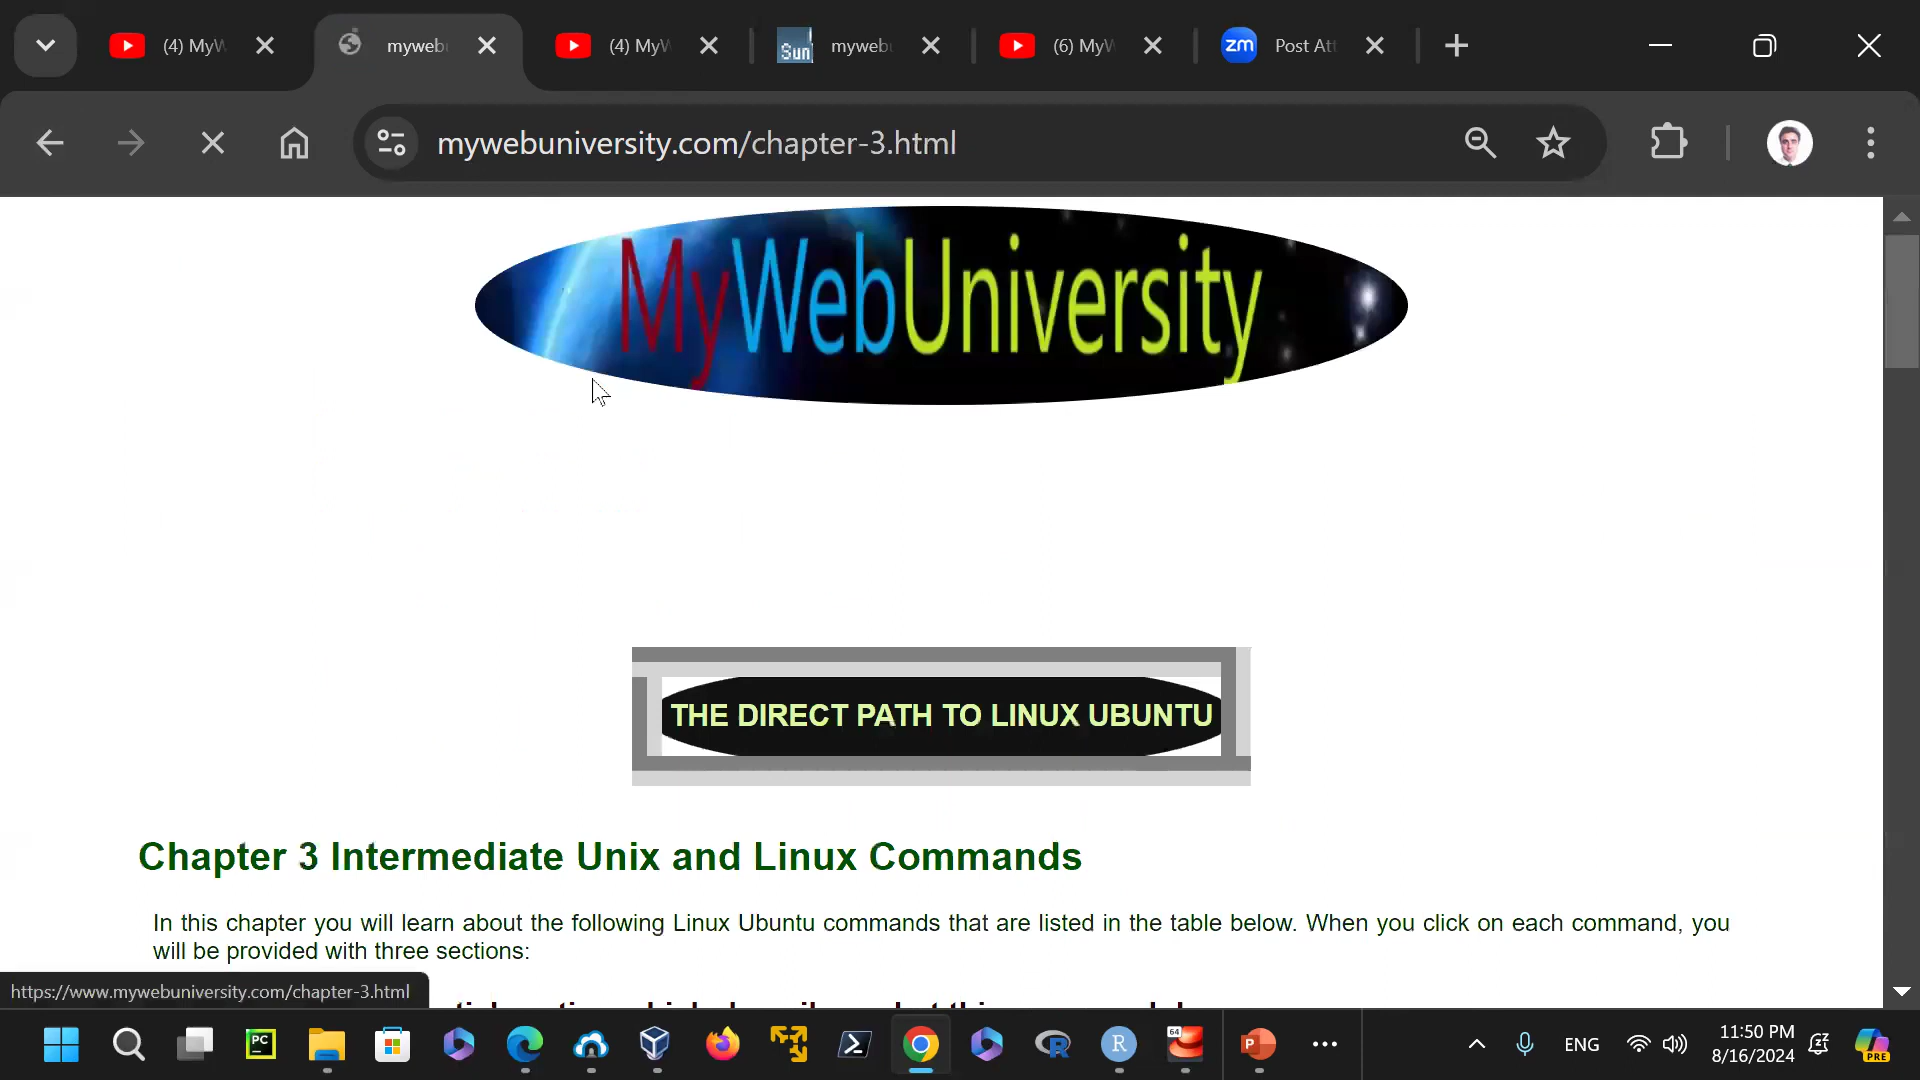 (4) MyW
myweb
(4) MyW
Sun
myweb
(6) MyW
zm
Post Att
mywebuniversity.com/chapter-3.html
MyWebUniversity
THE DIRECT PATH TO LINUX UBUNTU
Chapter 3 Intermediate Unix and Linux Commands
In this chapter you will learn about the following Linux Ubuntu commands that are listed in the table below. When you click on each command, you
will be provided with three sections:
https://www.mywebuniversity.com/chapter-3.html
PC
R
R
64
P
ENG
11:50 PM
8/16/2024
PRE